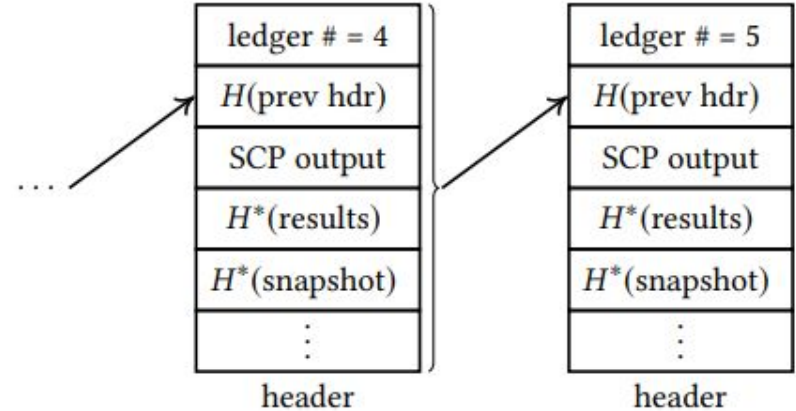 ledger # = 4
H(prev hdr)
SCP output
H*(results)
H*(snapshot)
⋮
header
...
ledger # = 5
H(prev hdr)
SCP output
H*(results)
H*(snapshot)
⋮
header